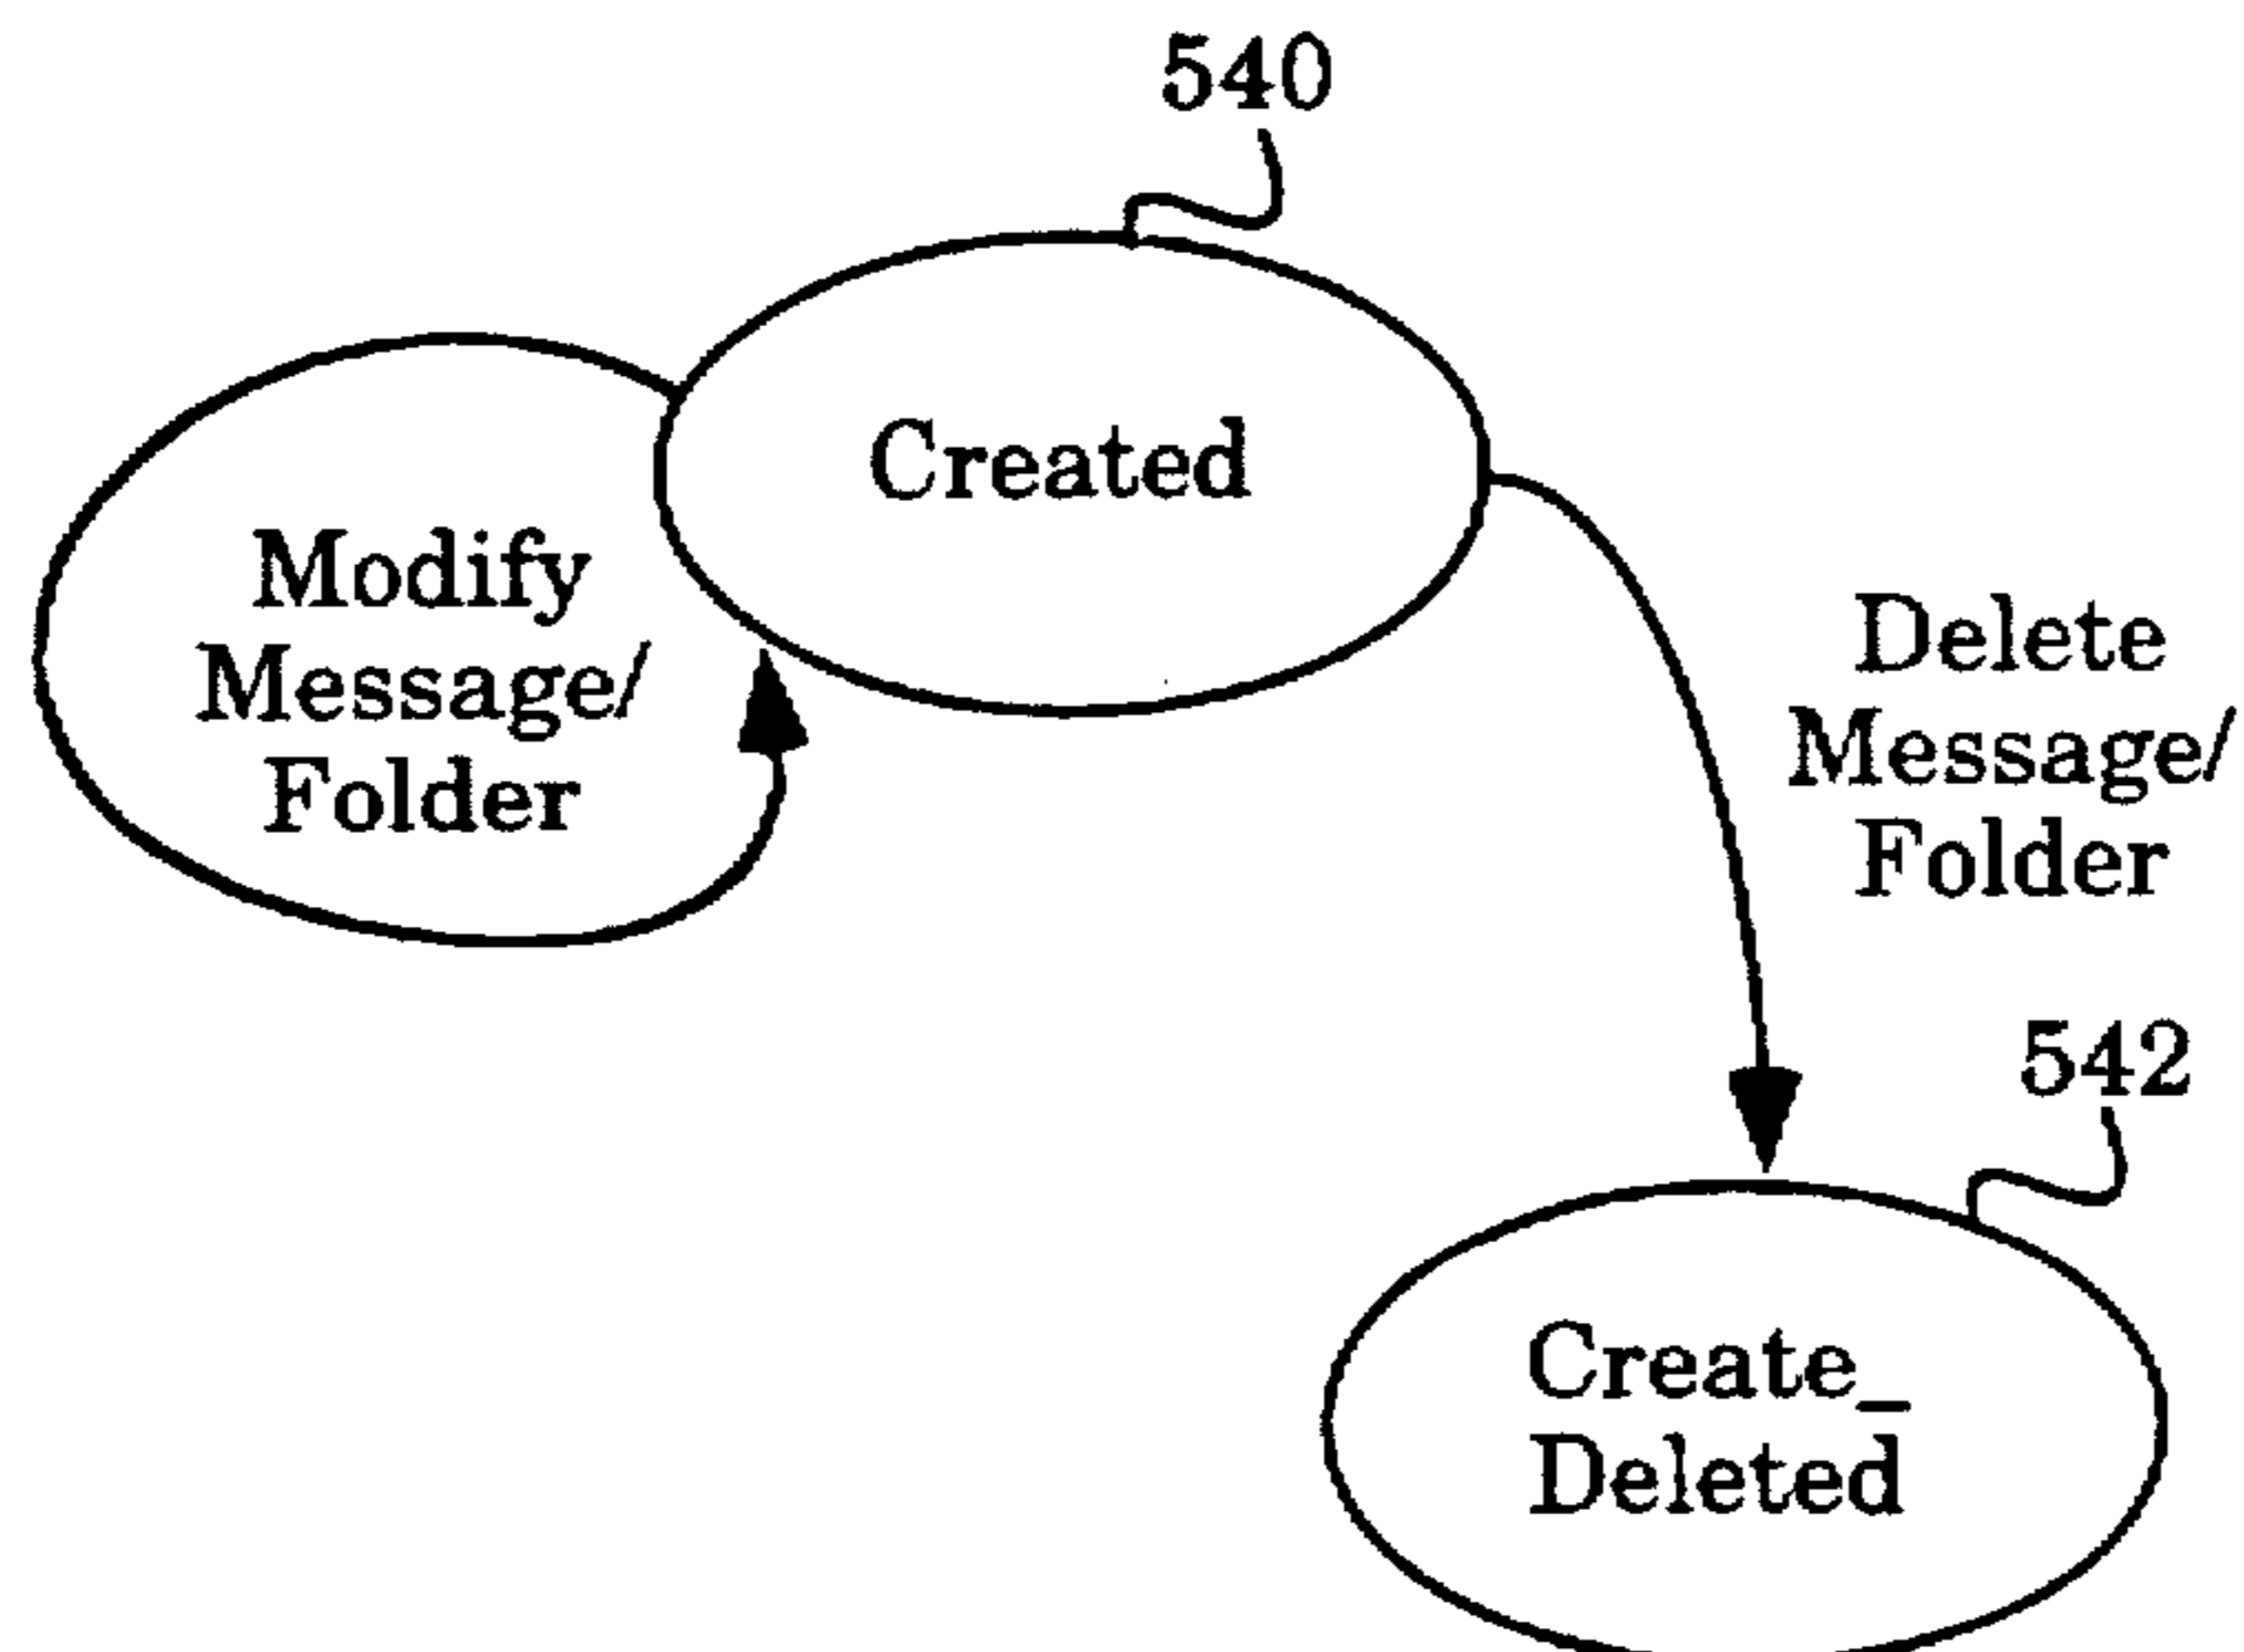 540
Created
Modify
Message/
Folder
Delete
Message/
Folder
542
Create_
Deleted